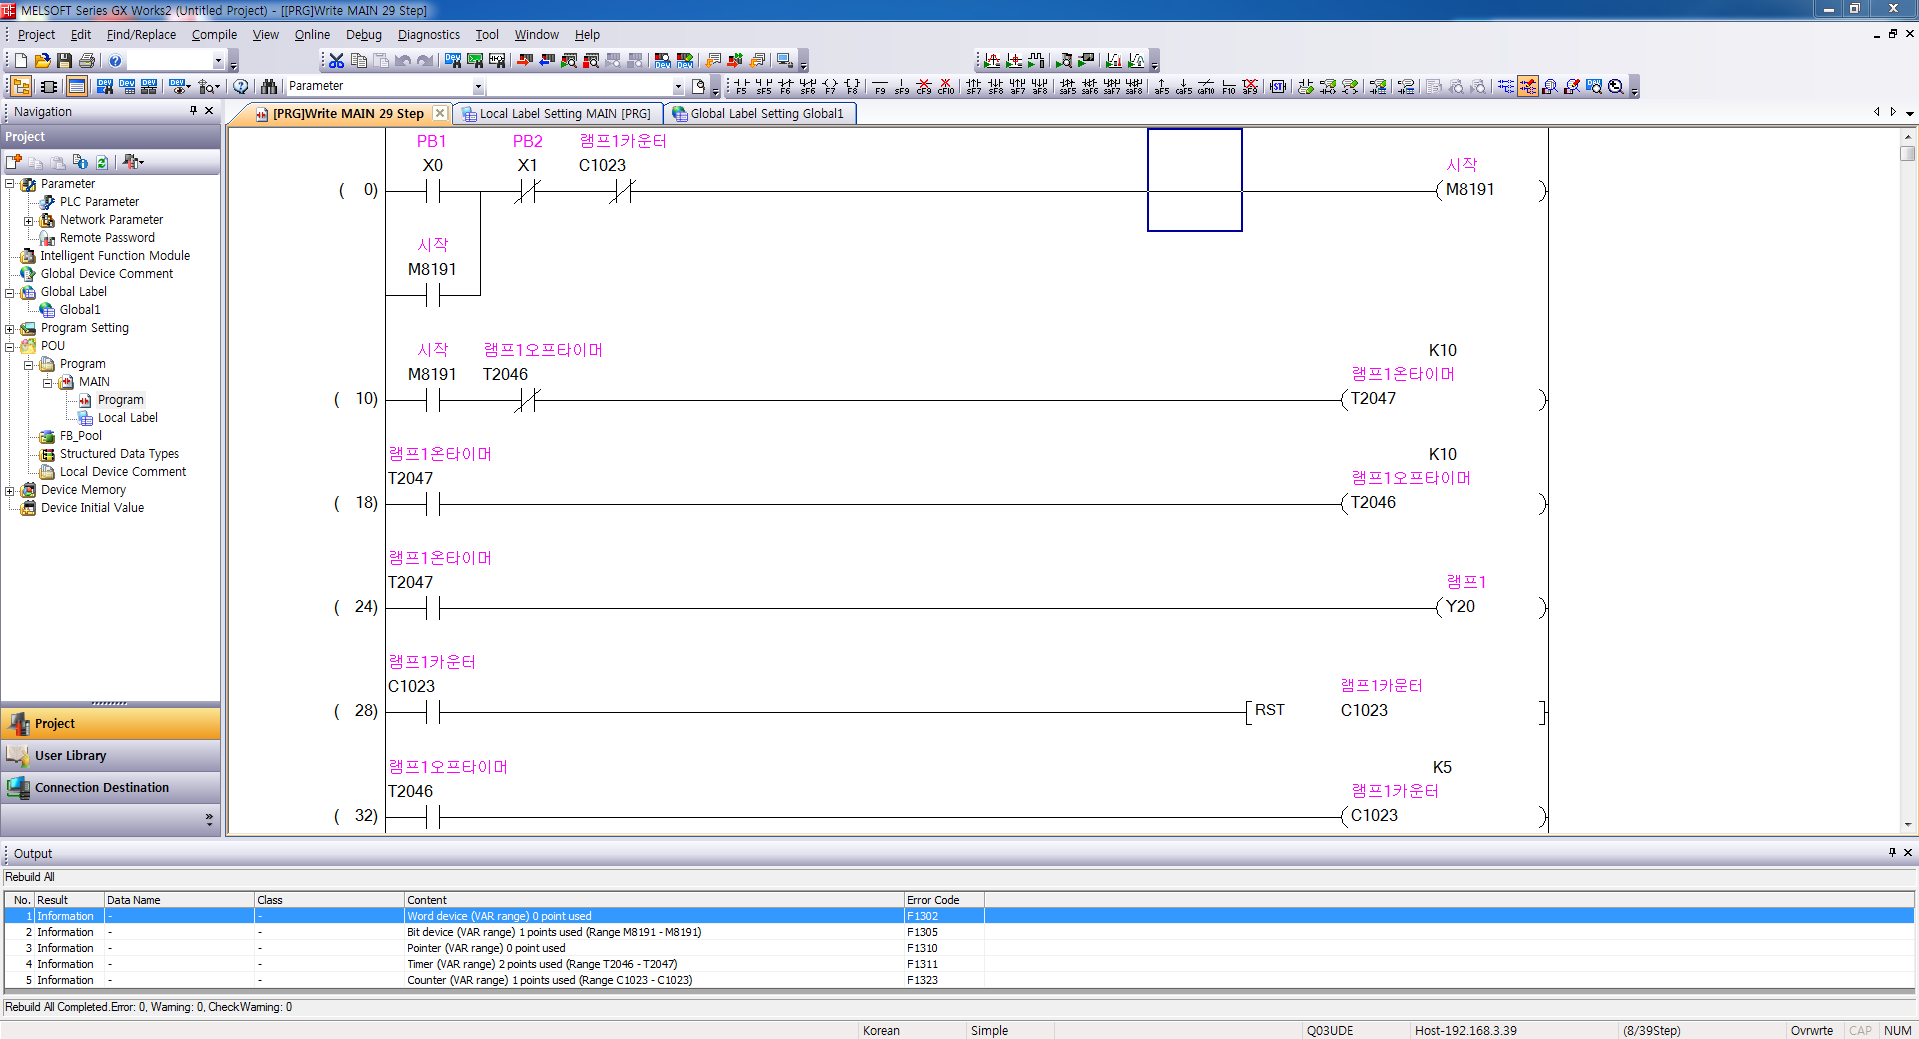 MELSOFT Series GX Works2 (Untitled Project) - [[PRG]Write MAIN 29 Step]
Project Edit Find/Replace Compile View Online Debug Diagnostics Tool Window Help
Parameter
Navigation
[PRG]Write MAIN 29 Step
Local Label Setting MAIN [PRG]
Global Label Setting Global1
Project
Parameter
PLC Parameter
Network Parameter
Remote Password
Intelligent Function Module
Global Device Comment
Global Label
Global1
Program Setting
POU
Program
MAIN
Program
Local Label
FB_Pool
Structured Data Types
Local Device Comment
Device Memory
Device Initial Value
Project
User Library
Connection Destination
PB1 PB2 램프1카운터
X0 X1 C1023 시작
( 0) M8191
시작
M8191
시작 램프1오프타이머 K10
M8191 T2046 램프1온타이머
( 10) T2047
램프1온타이머 K10
T2047 램프1오프타이머
( 18) T2046
램프1온타이머
T2047 램프1
( 24) Y20
램프1카운터
C1023 램프1카운터
( 28) RST C1023
램프1오프타이머 K5
T2046 램프1카운터
( 32) C1023
Output
Rebuild All
No. Result Data Name Class Content Error Code
1 Information - - Word device (VAR range) 0 point used F1302
2 Information - - Bit device (VAR range) 1 points used (Range M8191 - M8191) F1305
3 Information - - Pointer (VAR range) 0 point used F1310
4 Information - - Timer (VAR range) 2 points used (Range T2046 - T2047) F1311
5 Information - - Counter (VAR range) 1 points used (Range C1023 - C1023) F1323
Rebuild All Completed.Error: 0, Warning: 0, CheckWarning: 0
Korean Simple Q03UDE Host-192.168.3.39 (8/39Step) Ovrwrte CAP NUM